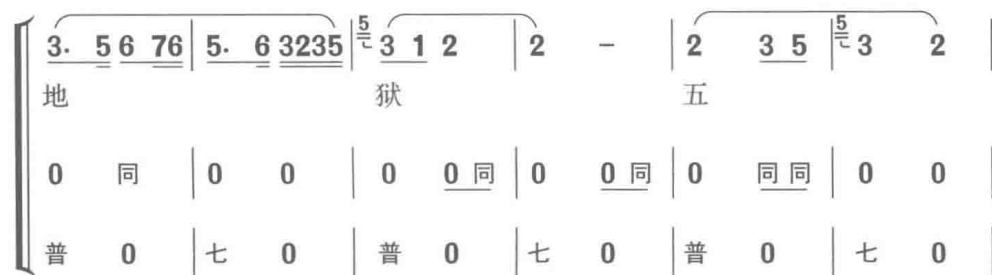 3. 5 6 76 | 5. 6 3235 | 5 3 1 2 | 2 - | 2 3 5 | 5 3 2 |
地 狱 五
0 同 | 0 0 | 0 0 同 | 0 0 同 | 0 同 同 | 0 0 |
普 0 | 七 0 | 普 0 | 七 0 | 普 0 | 七 0 |